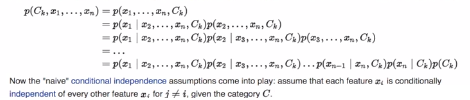 p(C_k, x_1, …, x_n) = p(x_1, …, x_n, C_k)
= p(x_1 | x_2, …, x_n, C_k)p(x_2, …, x_n, C_k)
= p(x_1 | x_2, …, x_n, C_k)p(x_2 | x_3, …, x_n, C_k)p(x_3, …, x_n, C_k)
= …
= p(x_1 | x_2, …, x_n, C_k)p(x_2 | x_3, …, x_n, C_k) … p(x_{n−1} | x_n, C_k)p(x_n | C_k)p(C_k)
Now the "naive" conditional independence assumptions come into play: assume that each feature x_i is conditionally
independent of every other feature x_j for j ≠ i, given the category C.